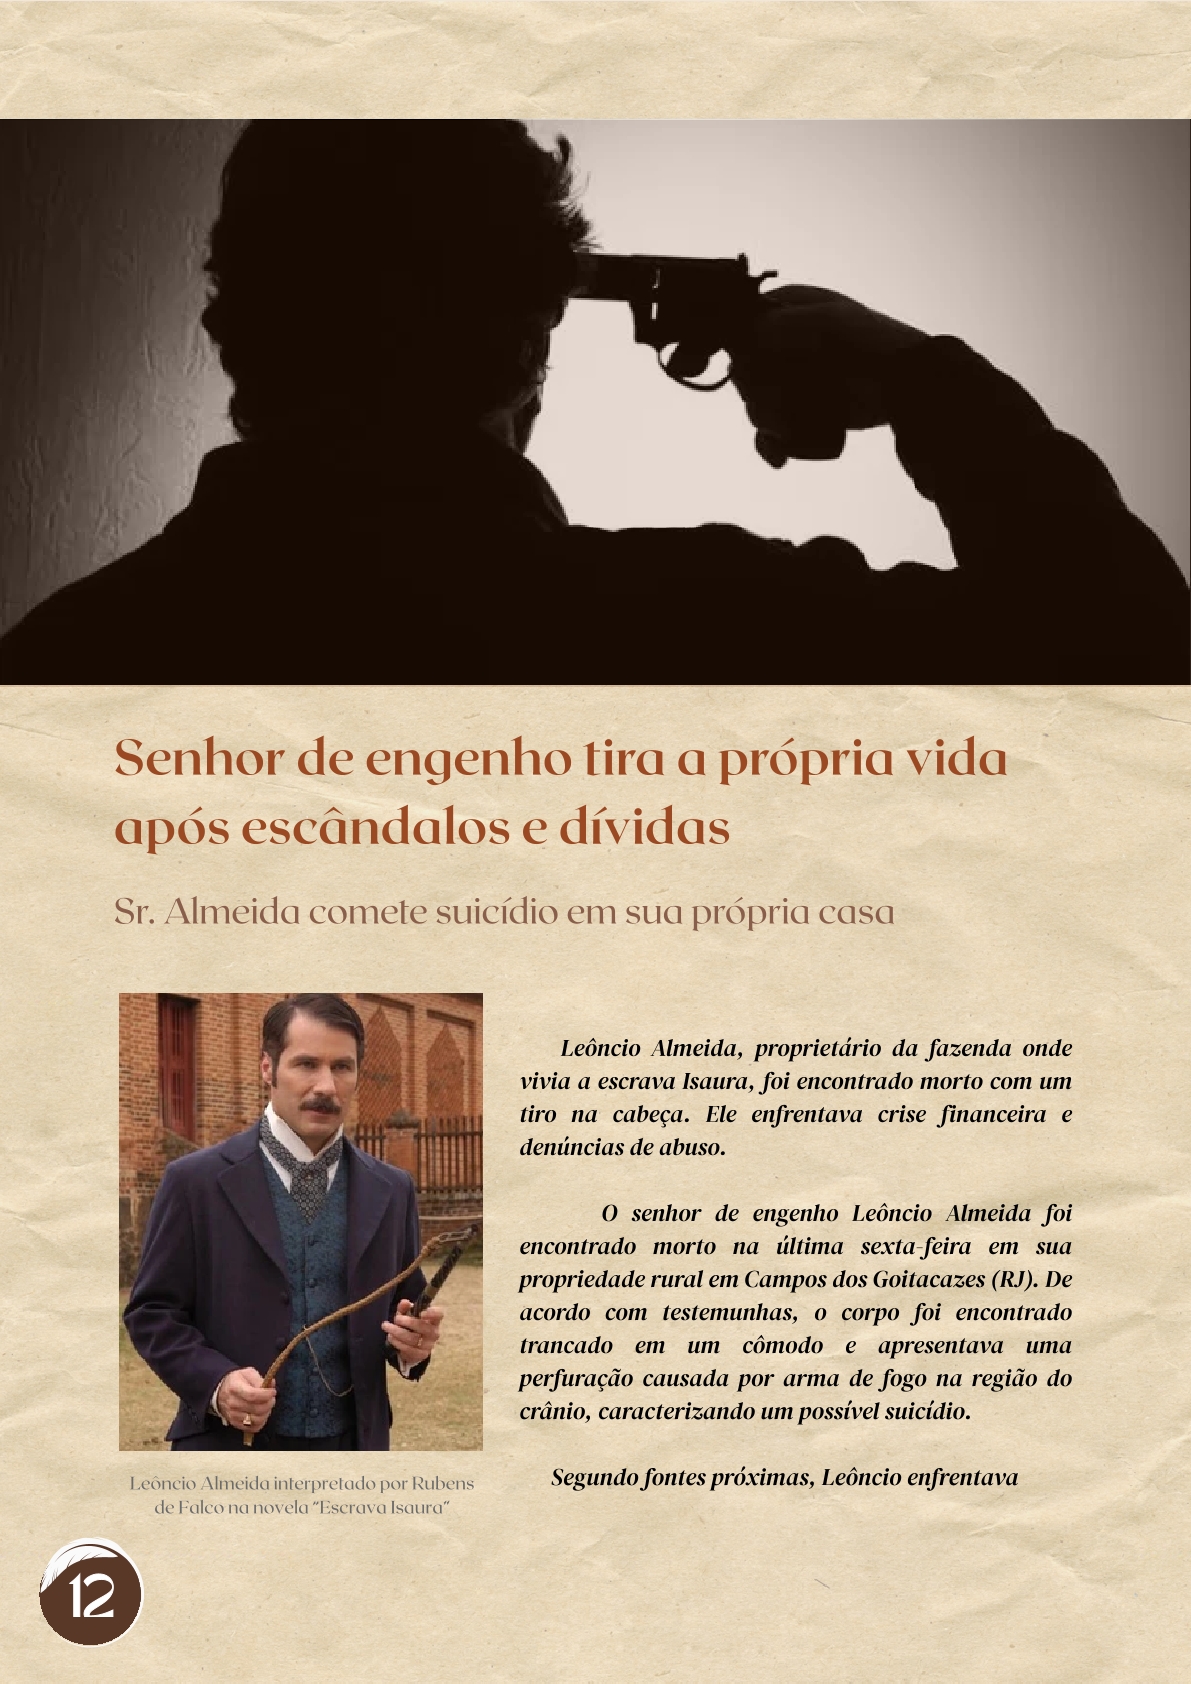 Senhor de engenho tira a própria vida
após escândalos e dívidas
Sr. Almeida comete suicídio em sua própria casa
Leôncio Almeida, proprietário da fazenda onde
vivia a escrava Isaura, foi encontrado morto com um
tiro na cabeça. Ele enfrentava crise financeira e
denúncias de abuso.
O senhor de engenho Leôncio Almeida foi
encontrado morto na última sexta-feira em sua
propriedade rural em Campos dos Goitacazes (RJ). De
acordo com testemunhas, o corpo foi encontrado
trancado em um cômodo e apresentava uma
perfuração causada por arma de fogo na região do
crânio, caracterizando um possível suicídio.
Segundo fontes próximas, Leôncio enfrentava
Leôncio Almeida interpretado por Rubens
de Falco na novela “Escrava Isaura”
12